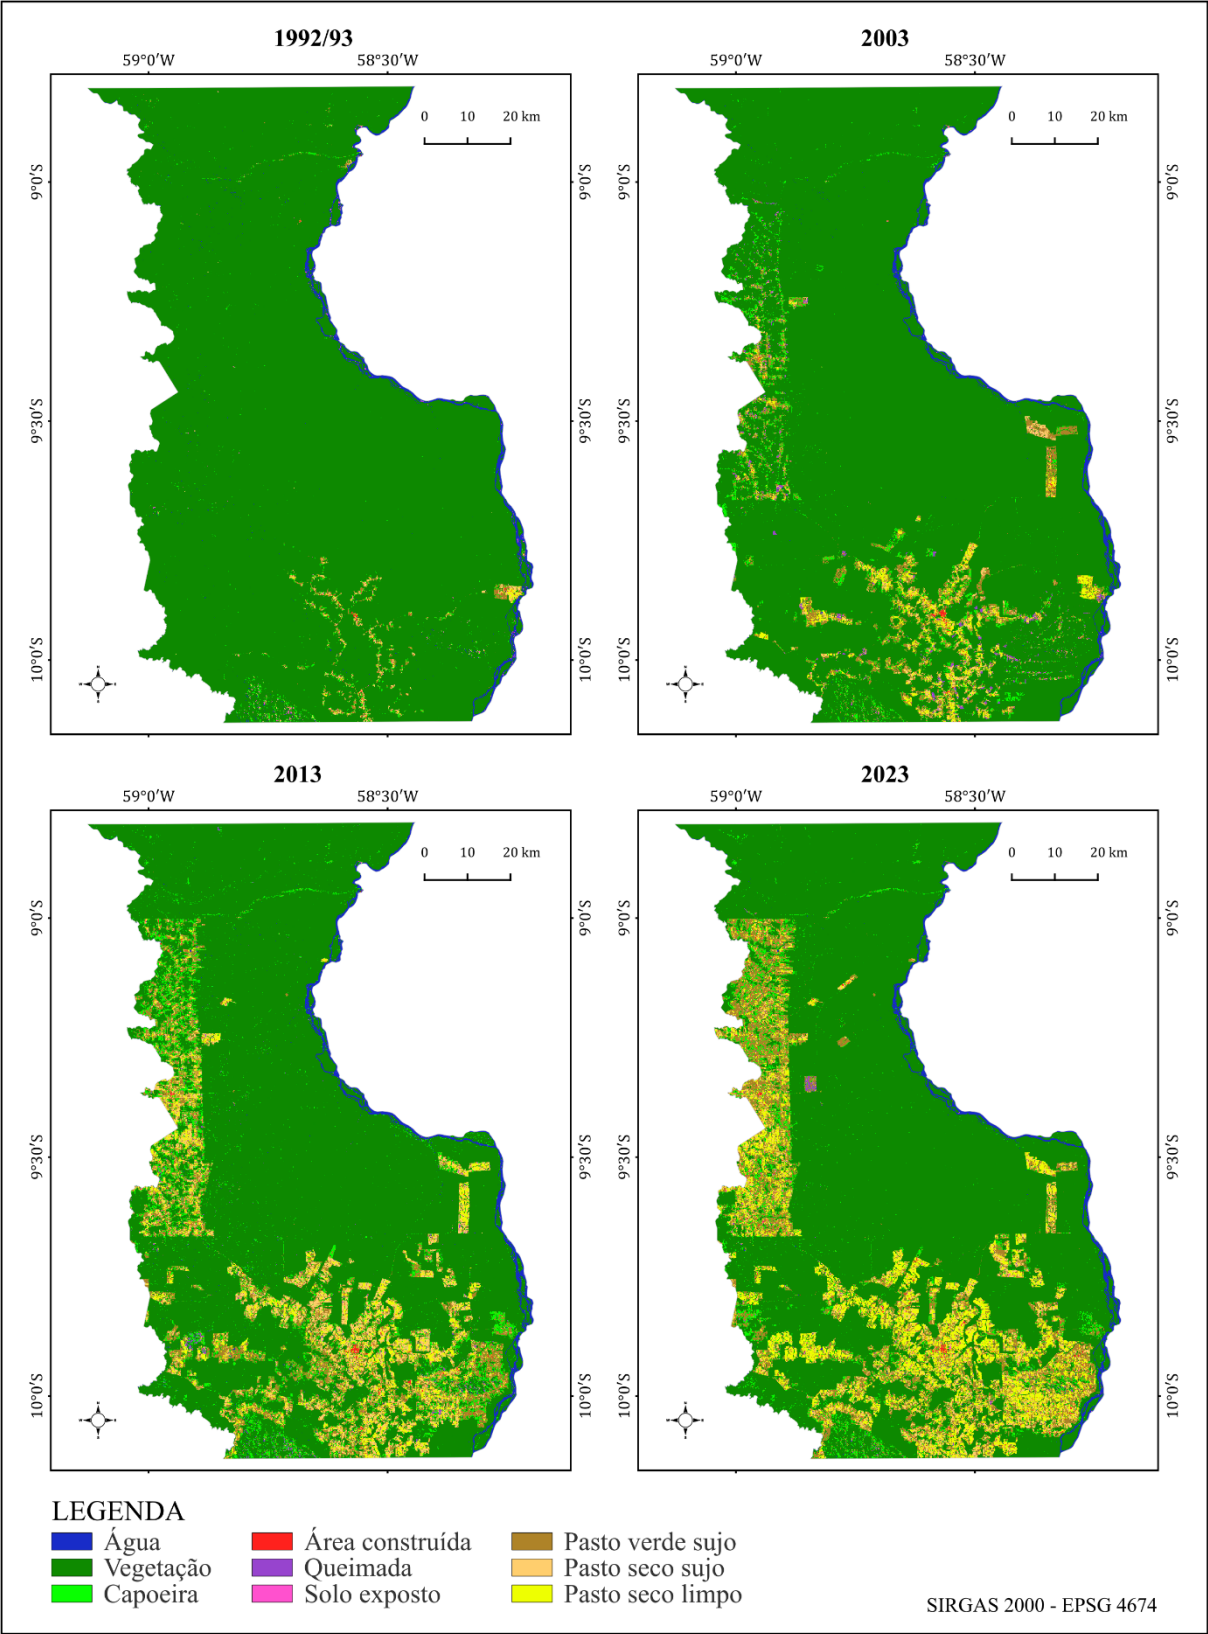 1992/93
59°0'W 58°30'W
0 10 20 km
9°0'S 9°0'S
9°30'S 9°30'S
10°0'S 10°0'S
2003
59°0'W 58°30'W
0 10 20 km
9°0'S 9°0'S
9°30'S 9°30'S
10°0'S 10°0'S
2013
59°0'W 58°30'W
0 10 20 km
9°0'S 9°0'S
9°30'S 9°30'S
10°0'S 10°0'S
2023
59°0'W 58°30'W
0 10 20 km
9°0'S 9°0'S
9°30'S 9°30'S
10°0'S 10°0'S
LEGENDA
Água
Vegetação
Capoeira
Área construída
Queimada
Solo exposto
Pasto verde sujo
Pasto seco sujo
Pasto seco limpo
SIRGAS 2000 - EPSG 4674